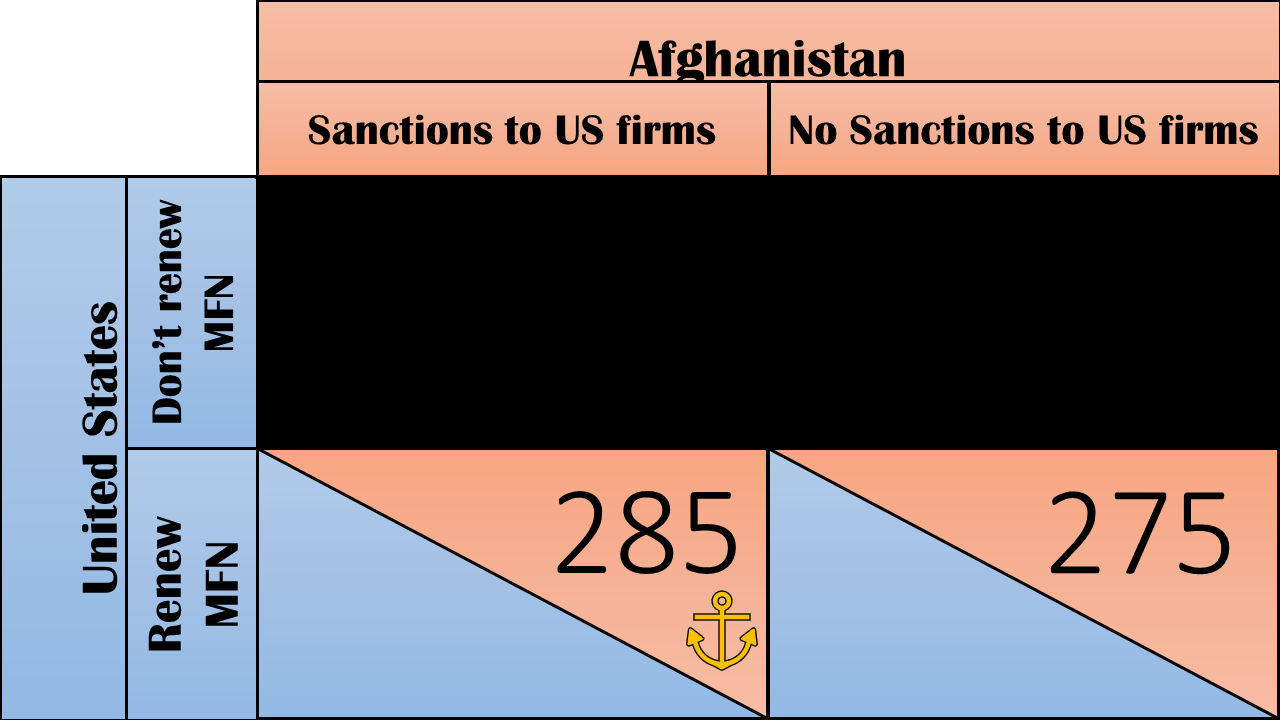 Afghanistan
Sanctions to US firms
No Sanctions to US firms
United States
Don’t renew
MFN
Renew
MFN
285
275